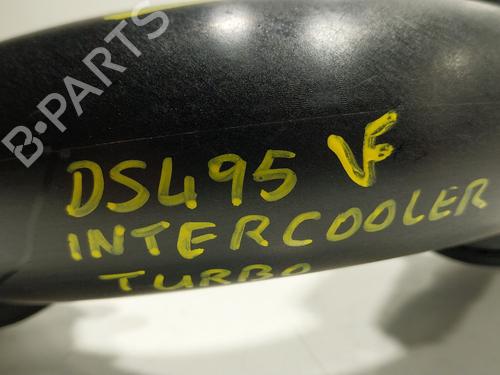 B-PARTS
DS495 VF
INTERCOOLER
TURBO